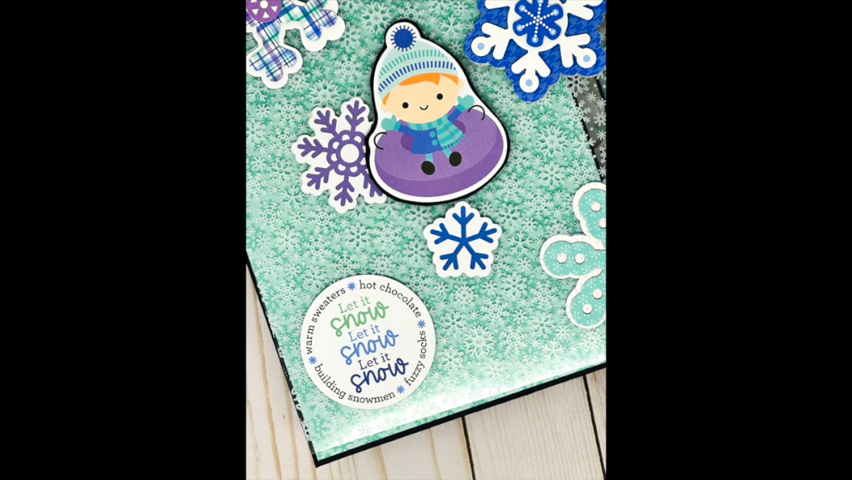 warm sweaters * hot chocolate * fuzzy socks * building snowmen *
Let it
snow
Let it
snow
Let it
snow